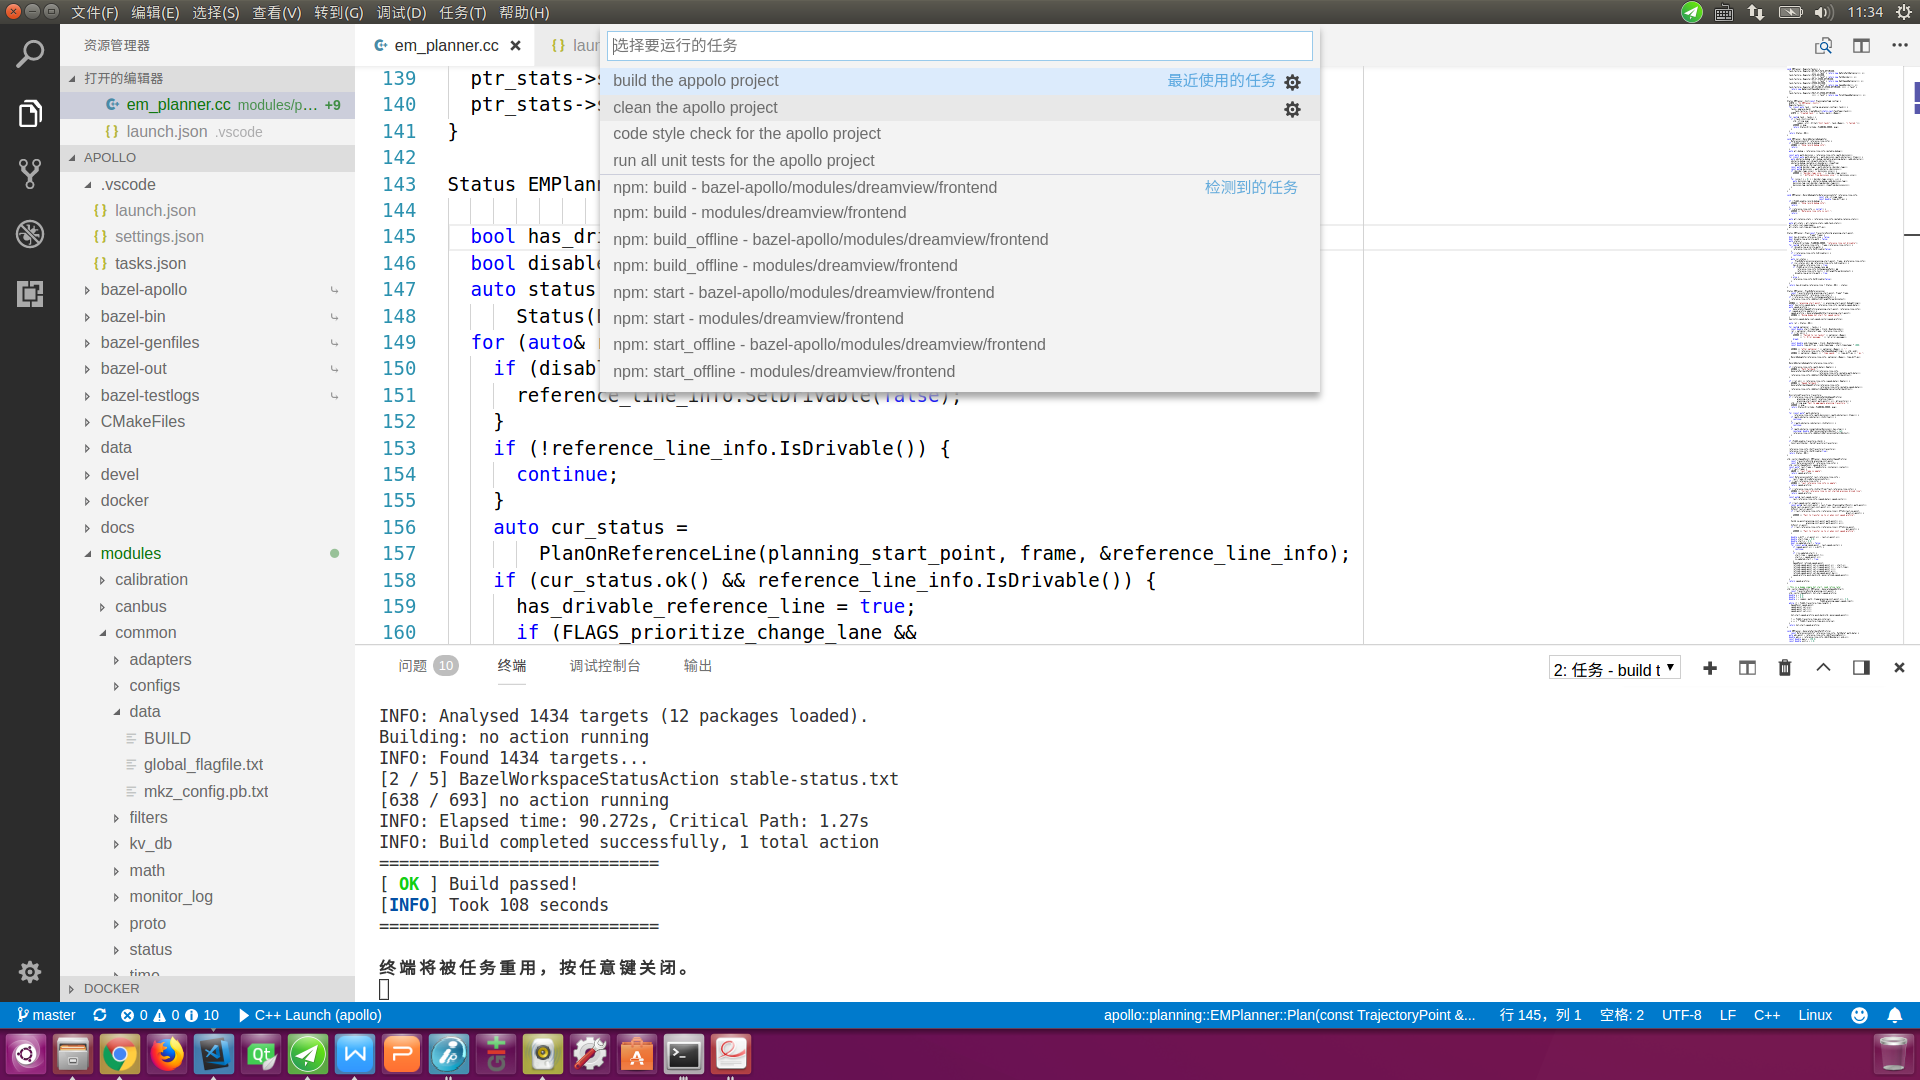 文件(F) 编辑(E) 选择(S) 查看(V) 转到(G) 调试(D) 任务(T) 帮助(H)
11:34
资源管理器
打开的编辑器
em_planner.cc modules/p... +9
launch.json .vscode
APOLLO
.vscode
launch.json
settings.json
tasks.json
bazel-apollo
bazel-bin
bazel-genfiles
bazel-out
bazel-testlogs
CMakeFiles
data
devel
docker
docs
modules
calibration
canbus
common
adapters
configs
data
BUILD
global_flagfile.txt
mkz_config.pb.txt
filters
kv_db
math
monitor_log
proto
status
time
DOCKER
em_planner.cc
laun
选择要运行的任务
build the appolo project 最近使用的任务
clean the apollo project
code style check for the apollo project
run all unit tests for the apollo project
npm: build - bazel-apollo/modules/dreamview/frontend 检测到的任务
npm: build - modules/dreamview/frontend
npm: build_offline - bazel-apollo/modules/dreamview/frontend
npm: build_offline - modules/dreamview/frontend
npm: start - bazel-apollo/modules/dreamview/frontend
npm: start - modules/dreamview/frontend
npm: start_offline - bazel-apollo/modules/dreamview/frontend
npm: start_offline - modules/dreamview/frontend
139 ptr_stats->s
140 ptr_stats->s
141 }
142
143 Status EMPlann
144
145 bool has_dri
146 bool disable
147 auto status
148 Status(
149 for (auto&
150 if (disabl
151 reference_line_info.SetDrivable(false);
152 }
153 if (!reference_line_info.IsDrivable()) {
154 continue;
155 }
156 auto cur_status =
157 PlanOnReferenceLine(planning_start_point, frame, &reference_line_info);
158 if (cur_status.ok() && reference_line_info.IsDrivable()) {
159 has_drivable_reference_line = true;
160 if (FLAGS_prioritize_change_lane &&
问题 10 终端 调试控制台 输出
2: 任务 - build t
INFO: Analysed 1434 targets (12 packages loaded).
Building: no action running
INFO: Found 1434 targets...
[2 / 5] BazelWorkspaceStatusAction stable-status.txt
[638 / 693] no action running
INFO: Elapsed time: 90.272s, Critical Path: 1.27s
INFO: Build completed successfully, 1 total action
============================
[ OK ] Build passed!
[INFO] Took 108 seconds
============================
终端将被任务重用，按任意键关闭。
master 0 0 10 C++ Launch (apollo)
apollo::planning::EMPlanner::Plan(const TrajectoryPoint &... 行 145，列 1 空格: 2 UTF-8 LF C++ Linux